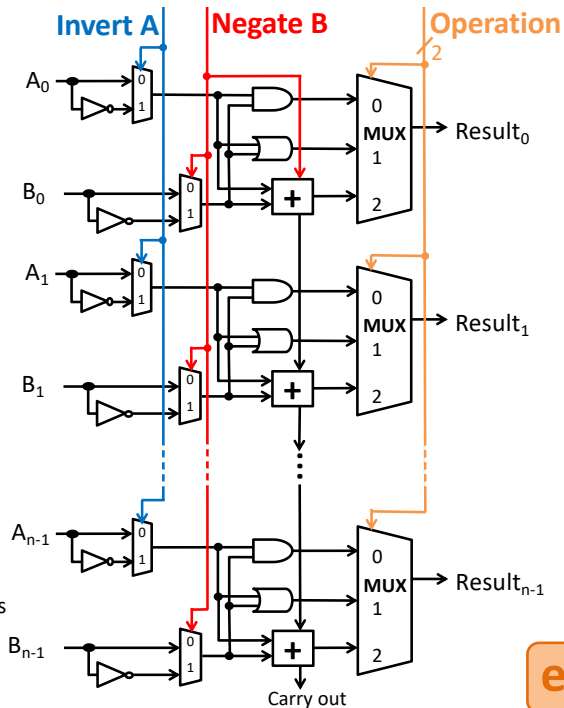 Invert A Negate B Operation
2
A0 0 1 0 MUX 1 2 Result0
B0 0 1 +
A1 0 1 0 MUX 1 2 Result1
B1 0 1 +
An-1 0 1 0 MUX 1 2 Resultn-1
s
Bn-1 0 1 +
Carry out
e